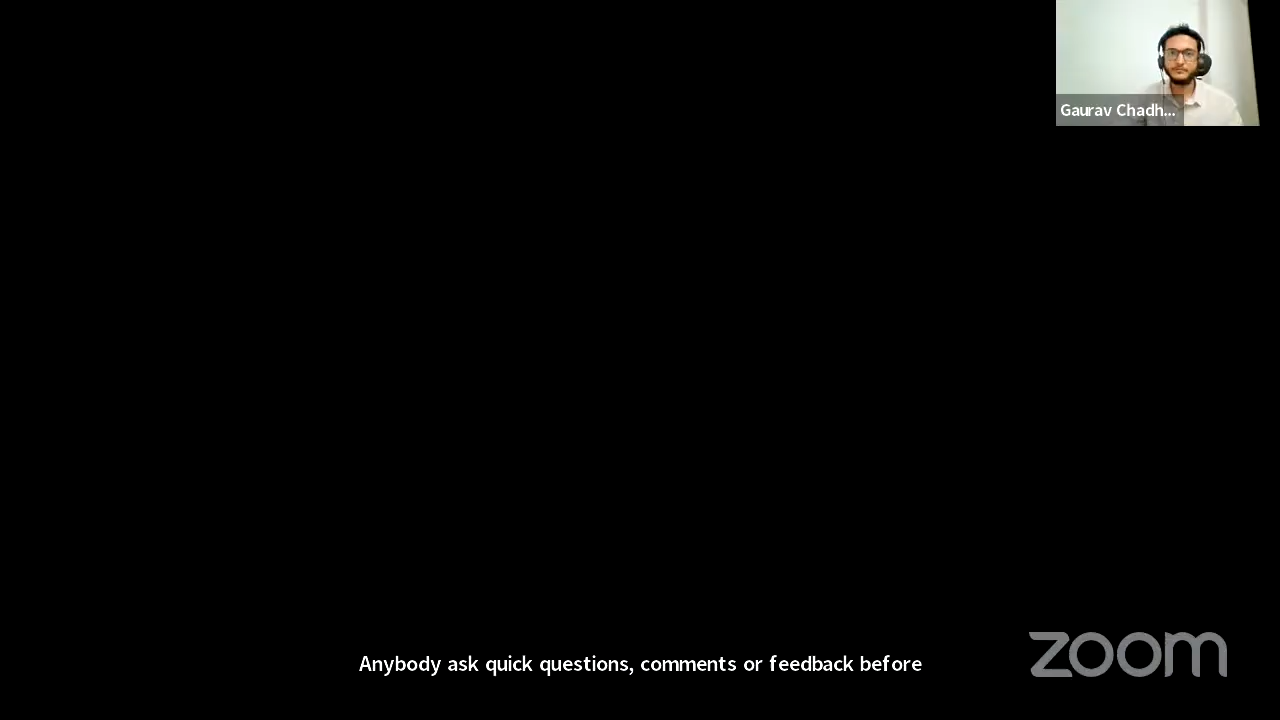 Gaurav Chadh...
Anybody ask quick questions, comments or feedback before
zoom